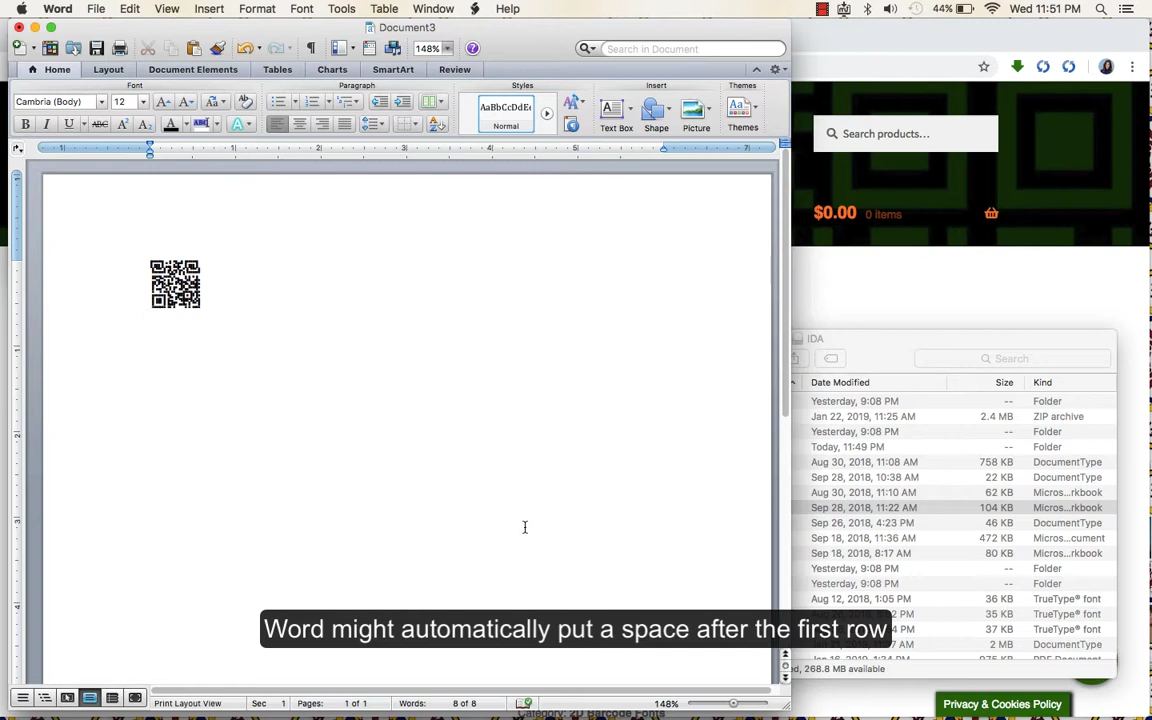 Word File Edit View Insert Format Font Tools Table Window Help 44% Wed 11:51 PM
Document3
148% Search in Document
Home Layout Document Elements Tables Charts SmartArt Review
Font Paragraph Styles Insert Themes
Cambria (Body) 12 AaBbCcDdE Normal Text Box Shape Picture Themes
Search products...
$0.00 0 items
IDA
Search
Date Modified Size Kind
Yesterday, 9:08 PM -- Folder
Jan 22, 2019, 11:25 AM 2.4 MB ZIP archive
Yesterday, 9:08 PM -- Folder
Today, 11:49 PM -- Folder
Aug 30, 2018, 11:08 AM 758 KB DocumentType
Sep 28, 2018, 10:38 AM 22 KB DocumentType
Aug 30, 2018, 11:10 AM 62 KB Micros...rkbook
Sep 28, 2018, 11:22 AM 104 KB Micros...rkbook
Sep 26, 2018, 4:23 PM 46 KB DocumentType
Sep 18, 2018, 11:36 AM 472 KB Micros...cument
Sep 18, 2018, 8:17 AM 80 KB Micros...rkbook
Yesterday, 9:08 PM -- Folder
Yesterday, 9:08 PM -- Folder
Aug 12, 2018, 1:05 PM 36 KB TrueType® font
KB TrueType® font
KB TrueType® font
2 MB DocumentType
268.8 MB available
Word might automatically put a space after the first row
Privacy & Cookies Policy
Print Layout View Sec 1 Pages: 1 of 1 Words: 8 of 8 148%
Category: 2D Barcode Fonts